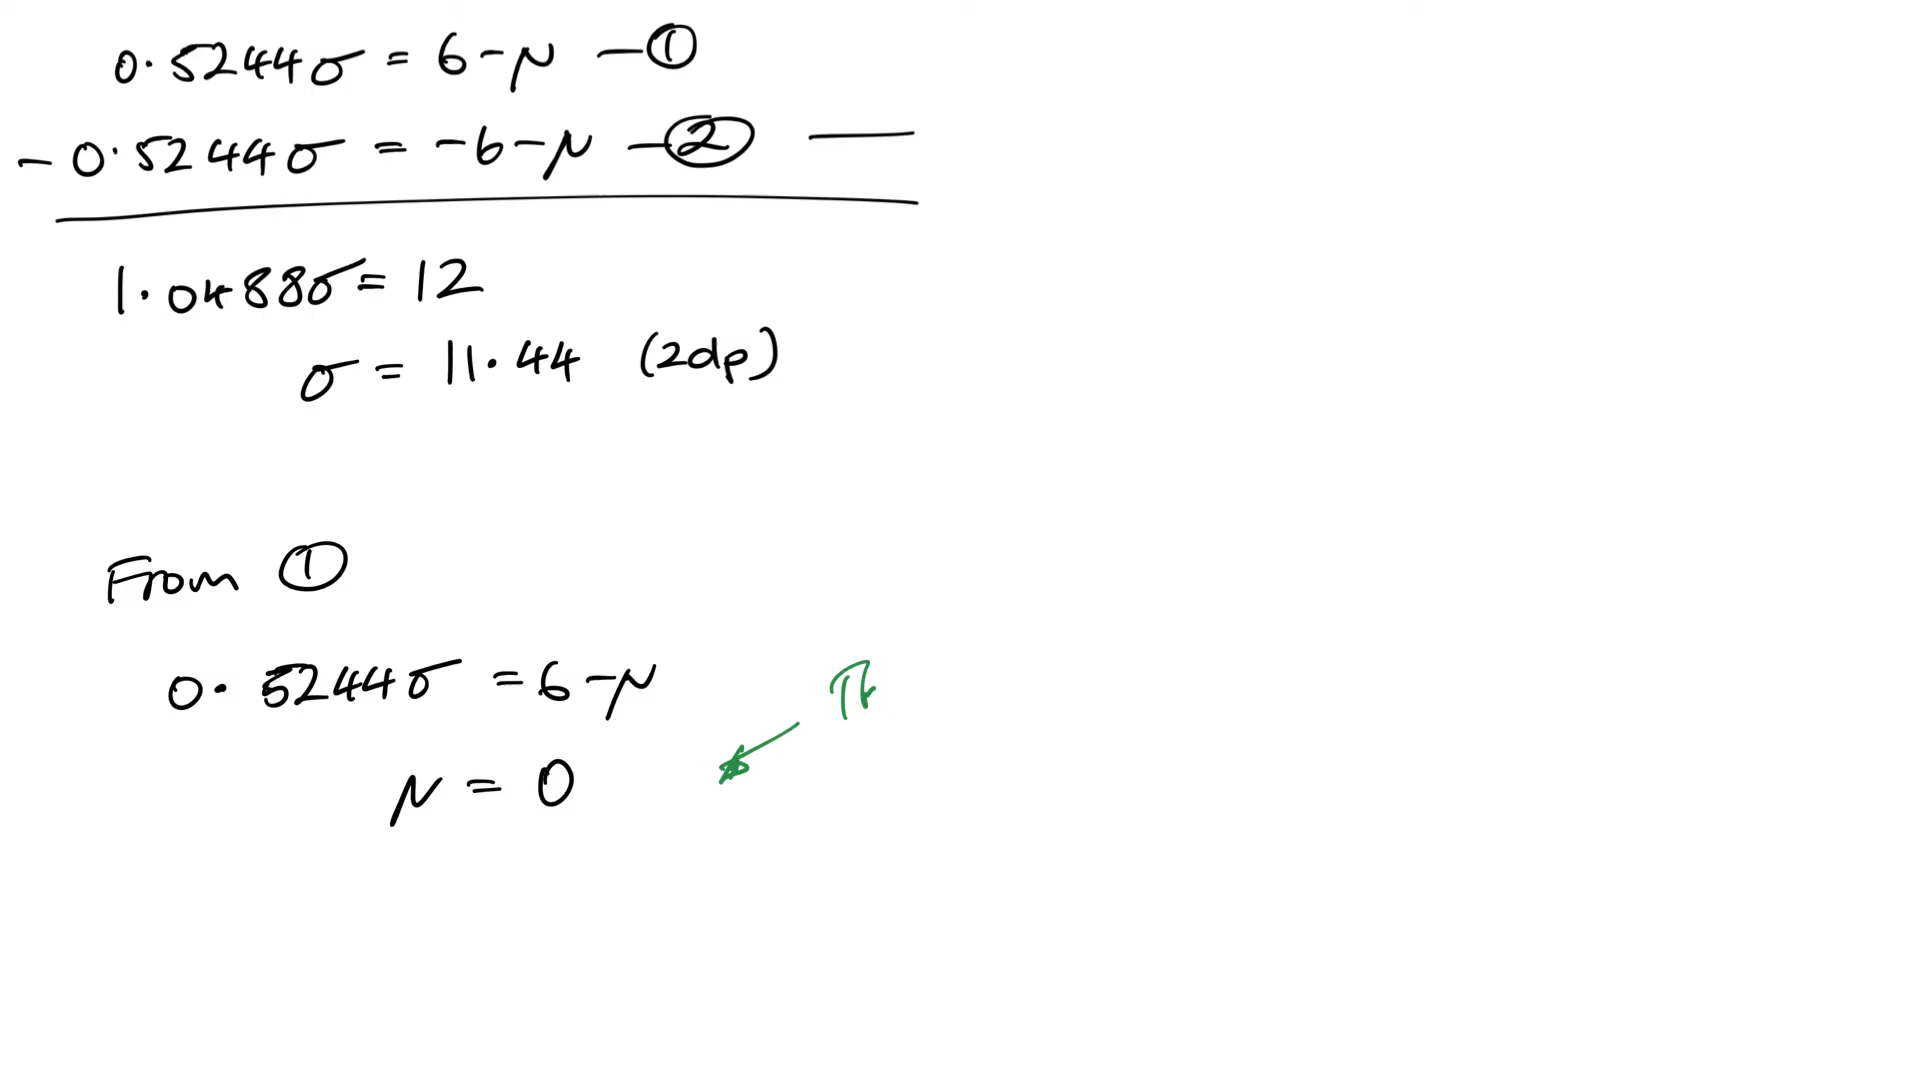 0.5244σ = 6-μ -①
-0.5244σ = -6-μ -②
1.0488σ = 12
σ = 11.44 (2dp)
From ①
0.5244σ = 6-μ
μ = 0